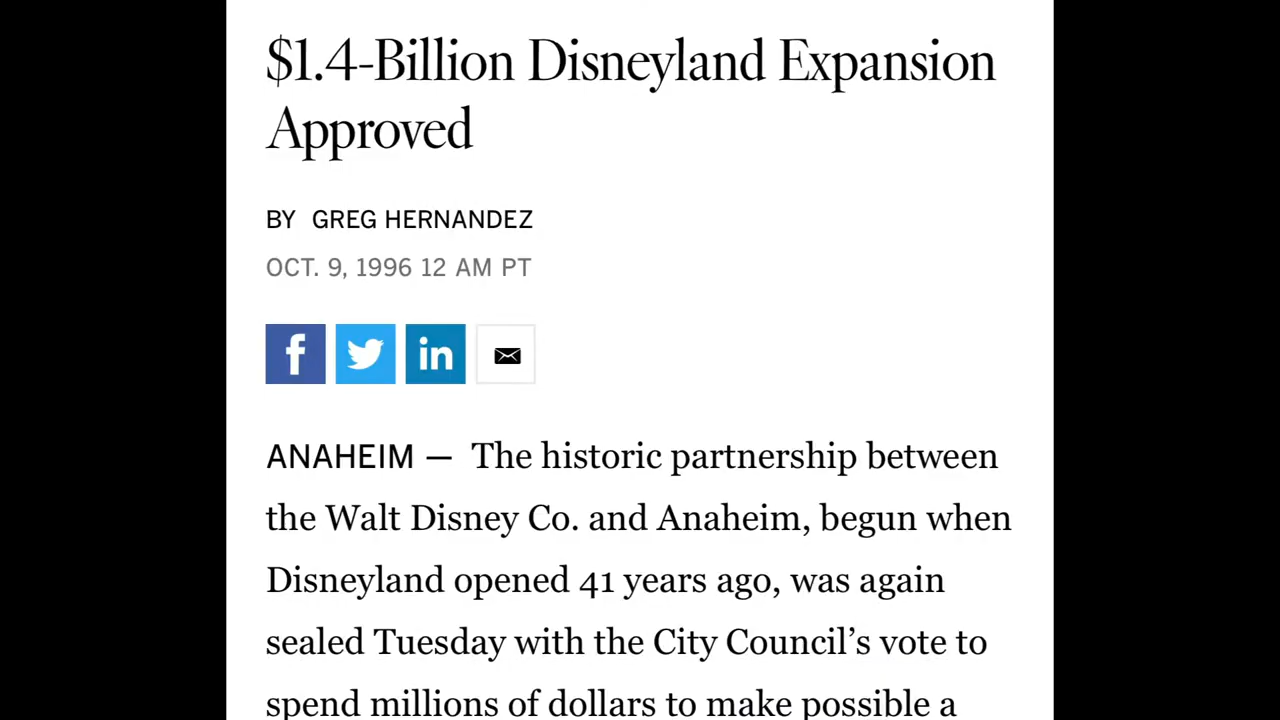 $1.4-Billion Disneyland Expansion
Approved
BY GREG HERNANDEZ
OCT. 9, 1996 12 AM PT
f
in
ANAHEIM — The historic partnership between
the Walt Disney Co. and Anaheim, begun when
Disneyland opened 41 years ago, was again
sealed Tuesday with the City Council’s vote to
spend millions of dollars to make possible a